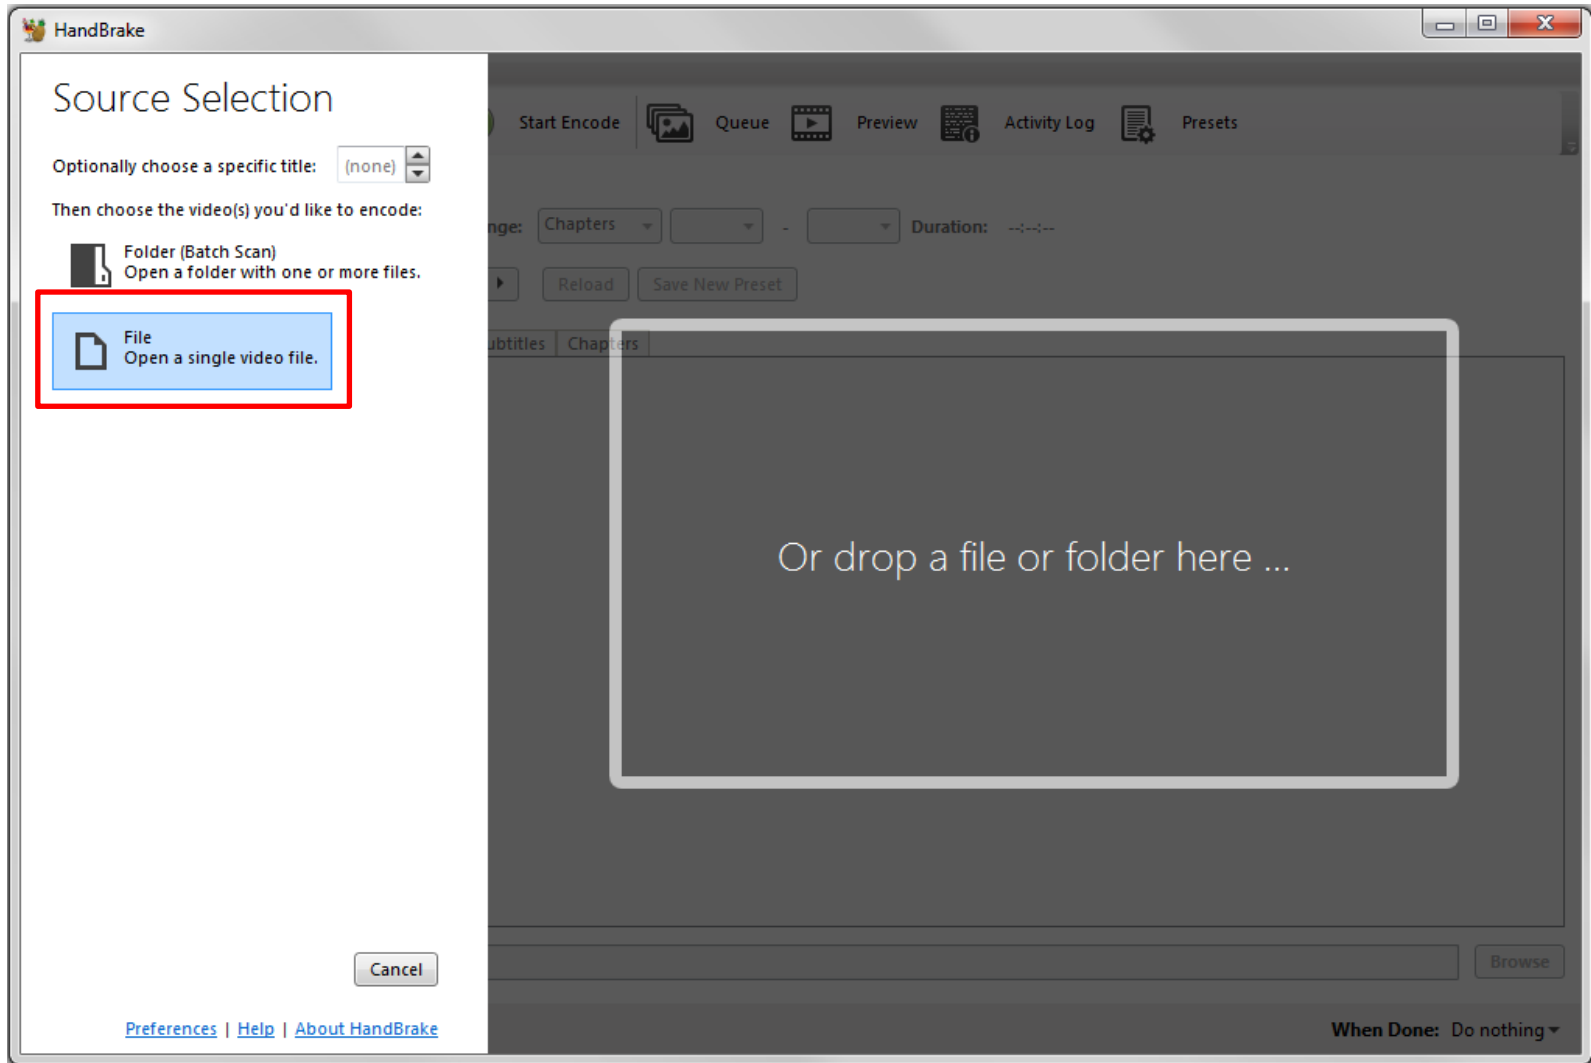 HandBrake
Source Selection
Optionally choose a specific title: (none)
Then choose the video(s) you'd like to encode:
Folder (Batch Scan)
Open a folder with one or more files.
File
Open a single video file.
Cancel
Preferences | Help | About HandBrake
Start Encode Queue Preview Activity Log Presets
nge: Chapters - Duration: --:--:--
Reload Save New Preset
ubtitles Chapters
Or drop a file or folder here ...
Browse
When Done: Do nothing